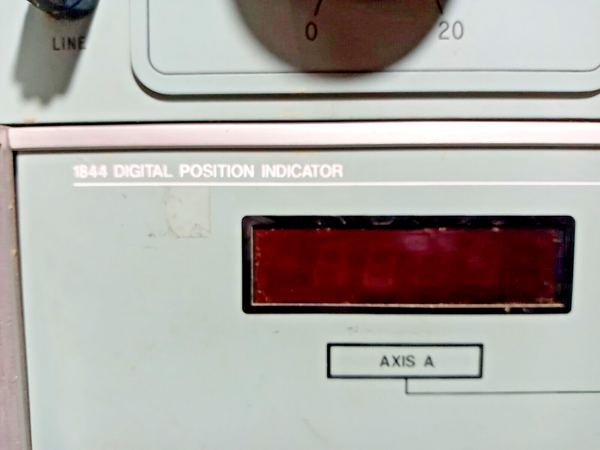 LINE
0 20
1844 DIGITAL POSITION INDICATOR
AXIS A